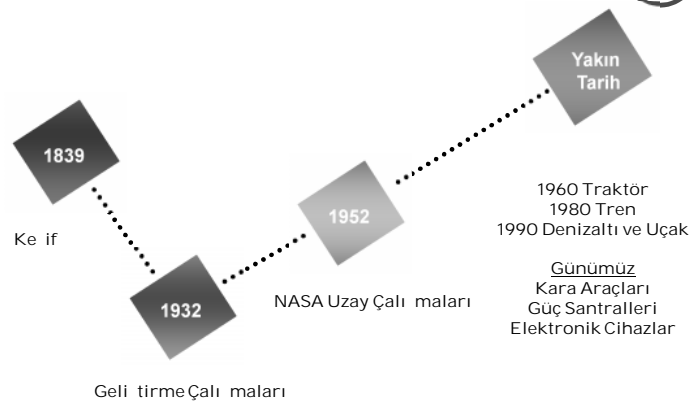 1839
Ke if
1932
Geli tirme Çalı maları
1952
NASA Uzay Çalı maları
Yakın
Tarih
1960 Traktör
1980 Tren
1990 Denizaltı ve Uçak
Günümüz
Kara Araçları
Güç Santralleri
Elektronik Cihazlar